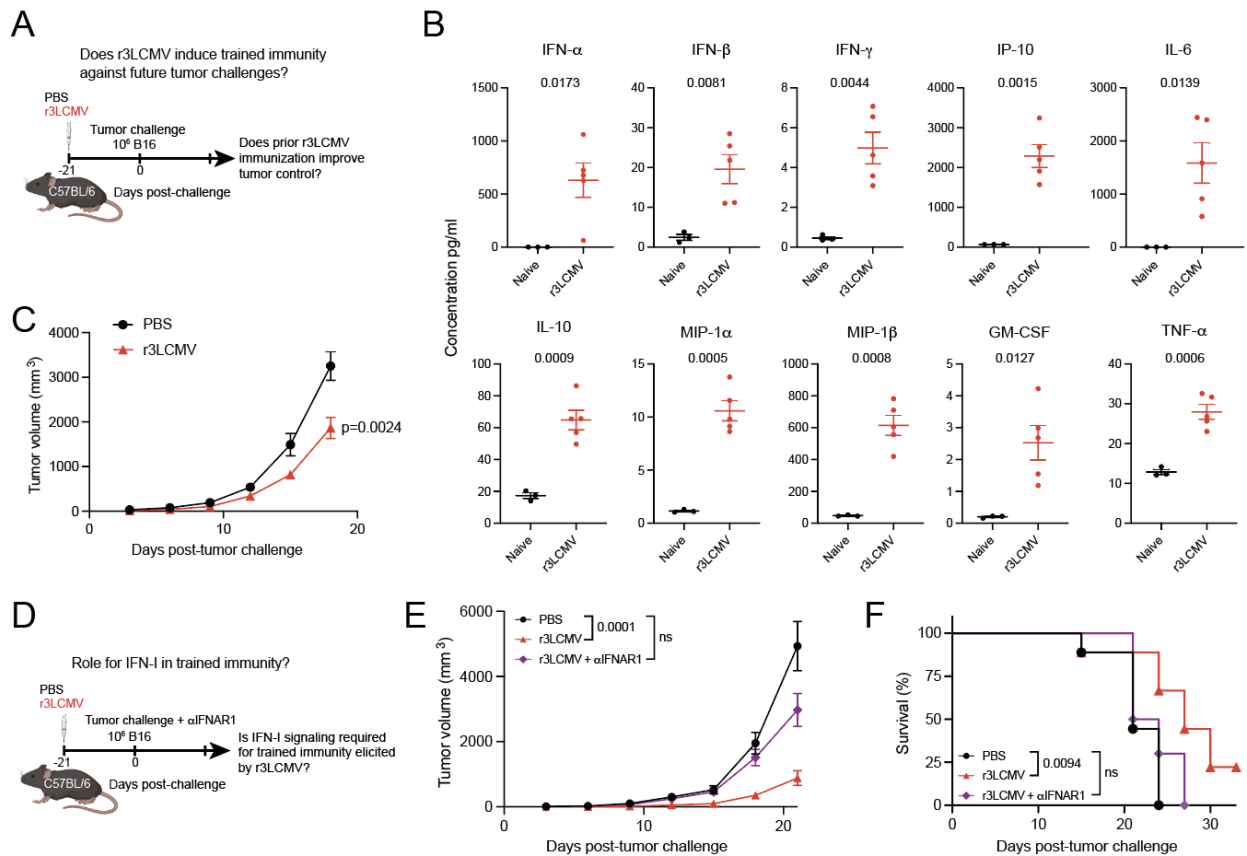 A
Does r3LCMV induce trained immunity
against future tumor challenges?
PBS
r3LCMV
Tumor challenge
10⁶ B16
-21
0
Does prior r3LCMV
immunization improve
tumor control?
C57BL/6
Days post-challenge
B
Concentration pg/ml
IFN-α
0.0173
1500
1000
500
0
Naive
r3LCMV
IFN-β
0.0081
40
30
20
10
0
Naive
r3LCMV
IFN-γ
0.0044
8
6
4
2
0
Naive
r3LCMV
IP-10
0.0015
4000
3000
2000
1000
0
Naive
r3LCMV
IL-6
0.0139
3000
2000
1000
0
Naive
r3LCMV
IL-10
0.0009
100
80
60
40
20
0
Naive
r3LCMV
MIP-1α
0.0005
15
10
5
0
Naive
r3LCMV
MIP-1β
0.0008
1000
800
600
400
200
0
Naive
r3LCMV
GM-CSF
0.0127
5
4
3
2
1
0
Naive
r3LCMV
TNF-α
0.0006
40
30
20
10
0
Naive
r3LCMV
C
PBS
r3LCMV
Tumor volume (mm³)
4000
3000
2000
1000
0
p=0.0024
0
10
20
Days post-tumor challenge
D
Role for IFN-I in trained immunity?
PBS
r3LCMV
Tumor challenge + αIFNAR1
10⁶ B16
-21
0
Is IFN-I signaling required
for trained immunity elicited
by r3LCMV?
C57BL/6
Days post-challenge
E
Tumor volume (mm³)
6000
4000
2000
0
PBS
r3LCMV
r3LCMV + αIFNAR1
0.0001
ns
0
10
20
Days post-tumor challenge
F
Survival (%)
100
75
50
25
0
PBS
r3LCMV
r3LCMV + αIFNAR1
0.0094
ns
0
10
20
30
Days post-tumor challenge